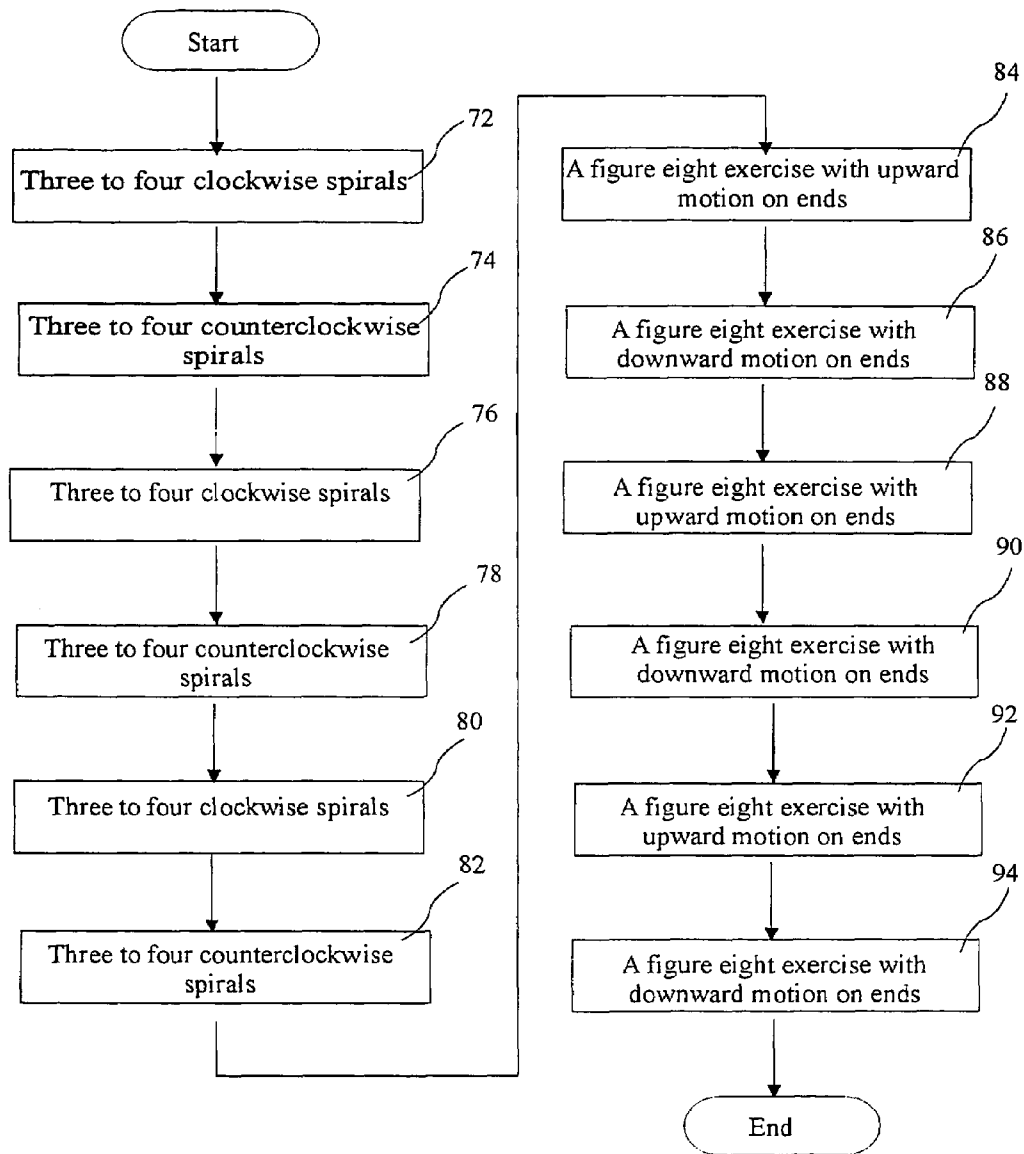 Start
72
Three to four clockwise spirals
74
Three to four counterclockwise
spirals
76
Three to four clockwise spirals
78
Three to four counterclockwise
spirals
80
Three to four clockwise spirals
82
Three to four counterclockwise
spirals
84
A figure eight exercise with upward
motion on ends
86
A figure eight exercise with
downward motion on ends
88
A figure eight exercise with
upward motion on ends
90
A figure eight exercise with
downward motion on ends
92
A figure eight exercise with
upward motion on ends
94
A figure eight exercise with
downward motion on ends
End